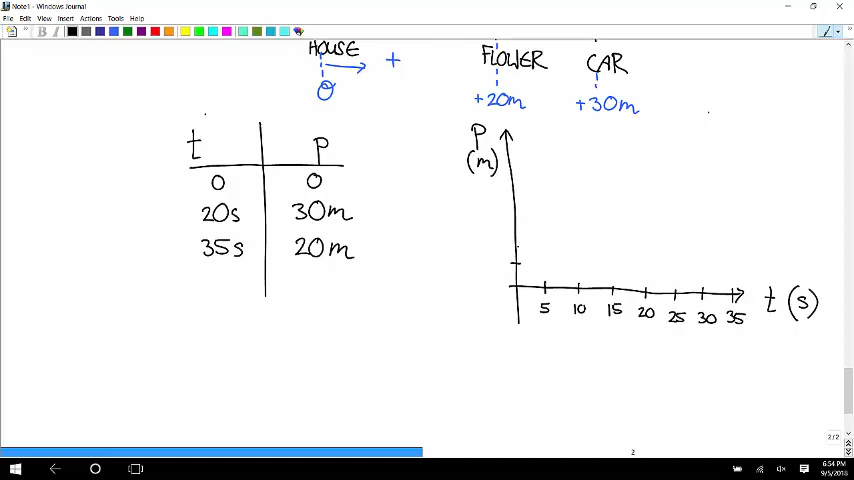 Note1 - Windows Journal
File Edit View Insert Actions Tools Help
B I
HOUSE + FLOWER CAR
0 +20m +30m
t P
0 0
20s 30m
35s 20m
P
(m)
5 10 15 20 25 30 35
t (s)
2/2
2
6:54 PM
9/5/2018